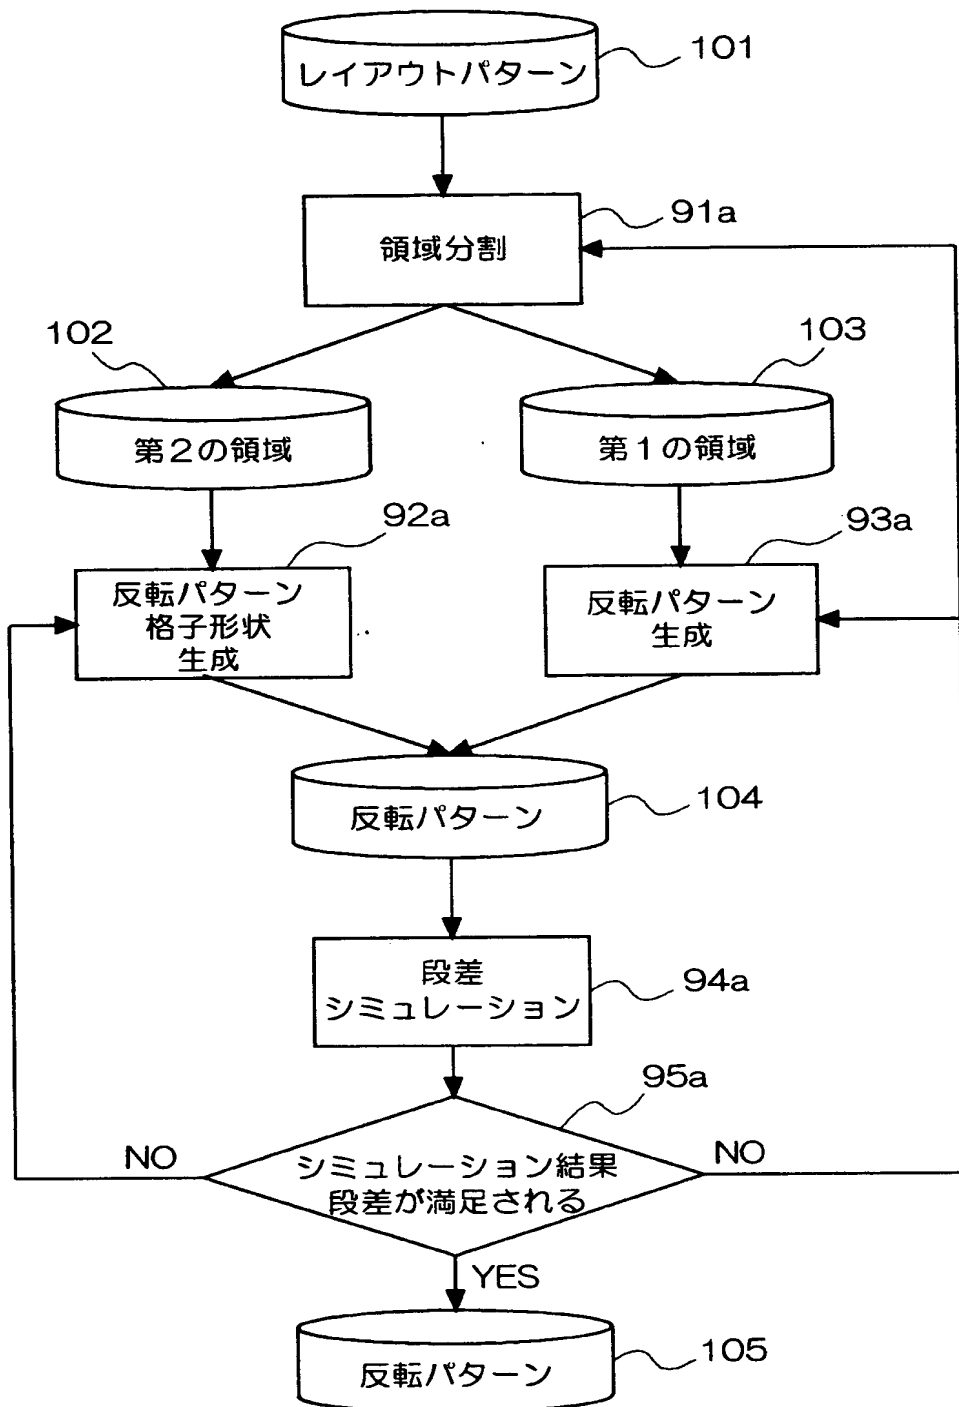 レイアウトパターン
101
91a
領域分割
102
103
第2の領域
第1の領域
92a
93a
反転パターン
格子形状
生成
反転パターン
生成
反転パターン
104
段差
シミュレーション
94a
95a
NO
シミュレーション結果
段差が満足される
NO
YES
反転パターン
105